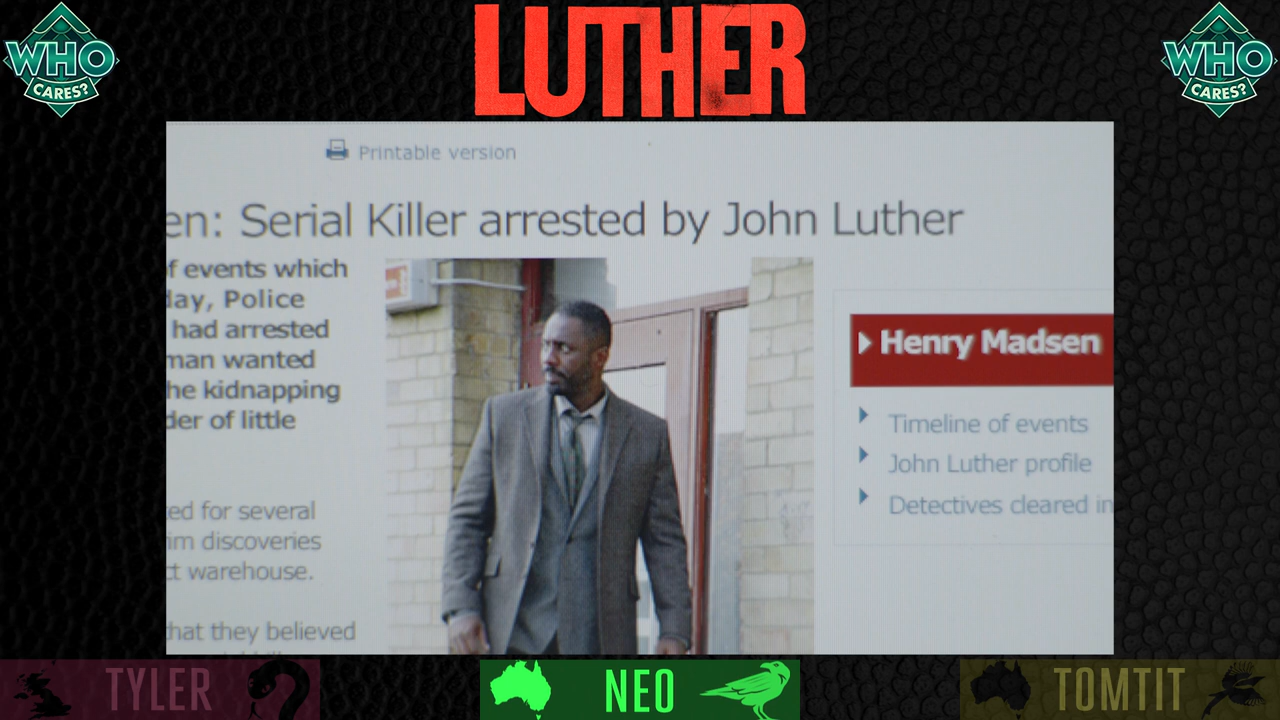 WHO
CARES?
LUTHER
WHO
CARES?
Printable version
en: Serial Killer arrested by John Luther
f events which
day, Police
had arrested
man wanted
he kidnapping
der of little
ted for several
im discoveries
ct warehouse.
hat they believed
Henry Madsen
Timeline of events
John Luther profile
Detectives cleared in
TYLER
NEO
TOMTIT